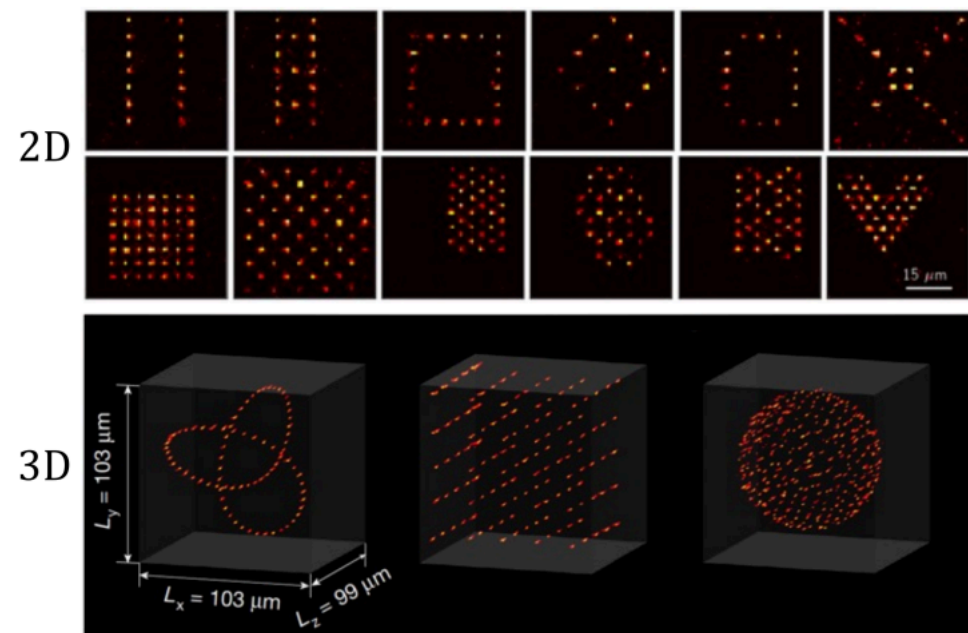 2D
15 μm
3D
L_y = 103 μm
L_x = 103 μm
L_z = 99 μm